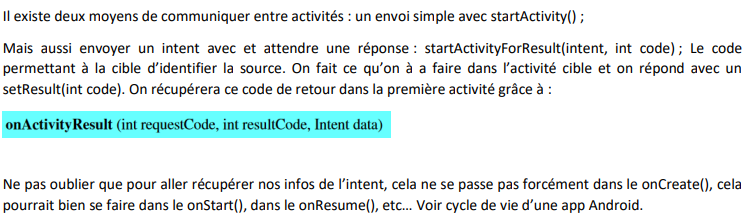 Il existe deux moyens de communiquer entre activités : un envoi simple avec startActivity() ;
Mais aussi envoyer un intent avec et attendre une réponse : startActivityForResult(intent, int code) ; Le code
permettant à la cible d'identifier la source. On fait ce qu'on à a faire dans l'activité cible et on répond avec un
setResult(int code). On récupérera ce code de retour dans la première activité grâce à :
onActivityResult (int requestCode, int resultCode, Intent data)
Ne pas oublier que pour aller récupérer nos infos de l'intent, cela ne se passe pas forcément dans le onCreate(), cela
pourrait bien se faire dans le onStart(), dans le onResume(), etc... Voir cycle de vie d'une app Android.